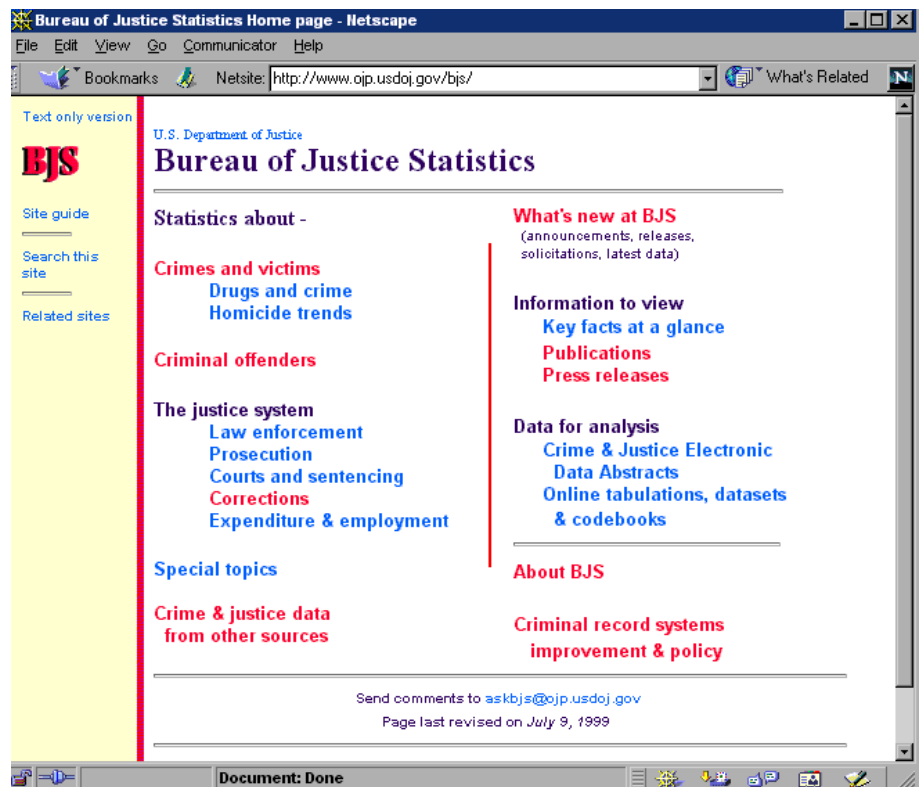 Bureau of Justice Statistics Home page - Netscape
File Edit View Go Communicator Help
Bookmarks Netsite: http://www.ojp.usdoj.gov/bjs/ What's Related N
Text only version
BJS
Site guide
Search this
site
Related sites
U.S. Department of Justice
Bureau of Justice Statistics
Statistics about -
Crimes and victims
Drugs and crime
Homicide trends
Criminal offenders
The justice system
Law enforcement
Prosecution
Courts and sentencing
Corrections
Expenditure & employment
Special topics
Crime & justice data
from other sources
What's new at BJS
(announcements, releases,
solicitations, latest data)
Information to view
Key facts at a glance
Publications
Press releases
Data for analysis
Crime & Justice Electronic
Data Abstracts
Online tabulations, datasets
& codebooks
About BJS
Criminal record systems
improvement & policy
Send comments to askbjs@ojp.usdoj.gov
Page last revised on July 9, 1999
Document: Done